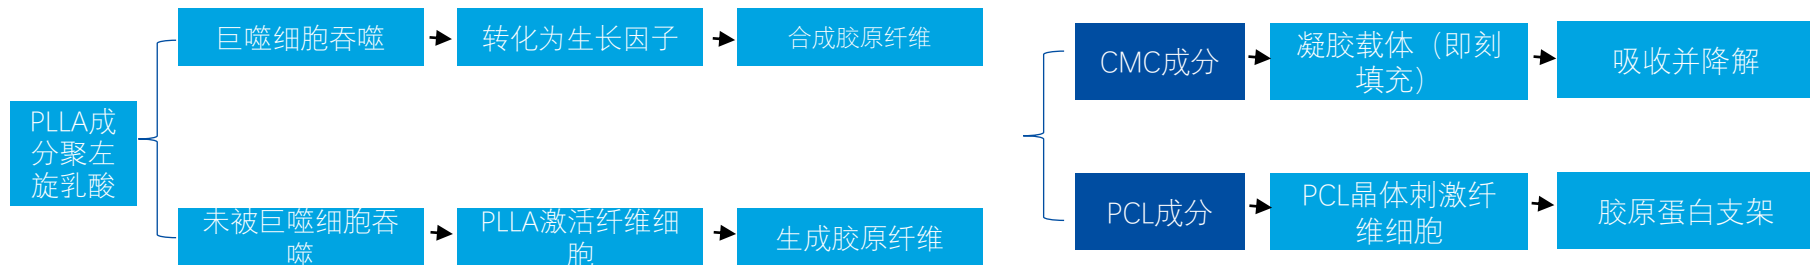 PLLA成
分聚左
旋乳酸
巨噬细胞吞噬
转化为生长因子
合成胶原纤维
未被巨噬细胞吞
噬
PLLA激活纤维细
胞
生成胶原纤维
CMC成分
凝胶载体（即刻
填充）
吸收并降解
PCL成分
PCL晶体刺激纤
维细胞
胶原蛋白支架